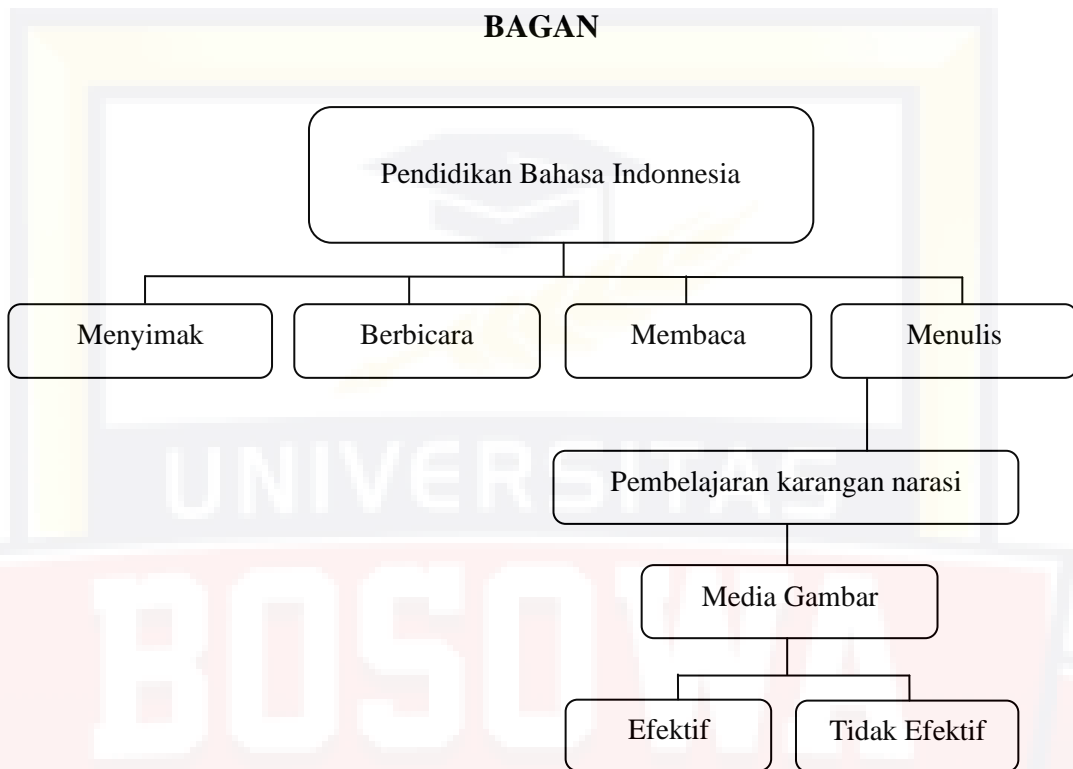 BAGAN
Pendidikan Bahasa Indonnesia
Menyimak
Berbicara
Membaca
Menulis
UNIVERSITAS
Pembelajaran karangan narasi
BOSOWA
Media Gambar
Efektif
Tidak Efektif